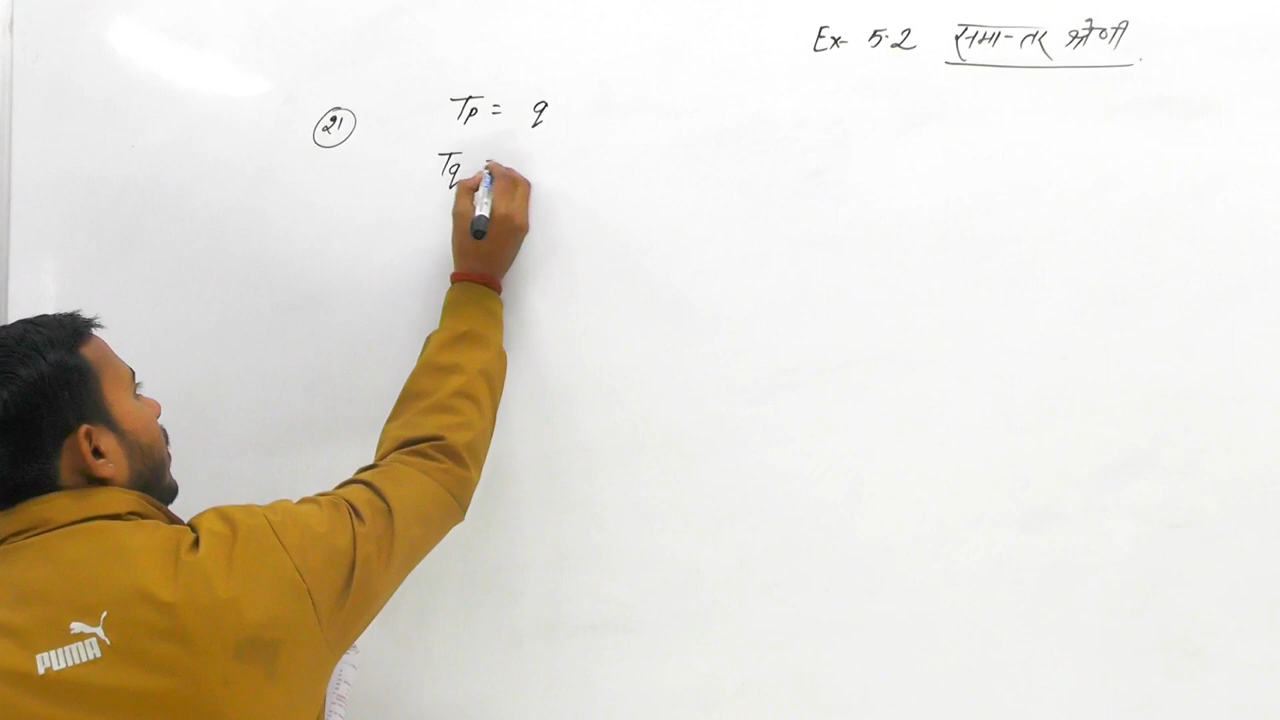 Ex- 5.2 समान्तर श्रेणी
21 Tp = q
Tq
PUMA